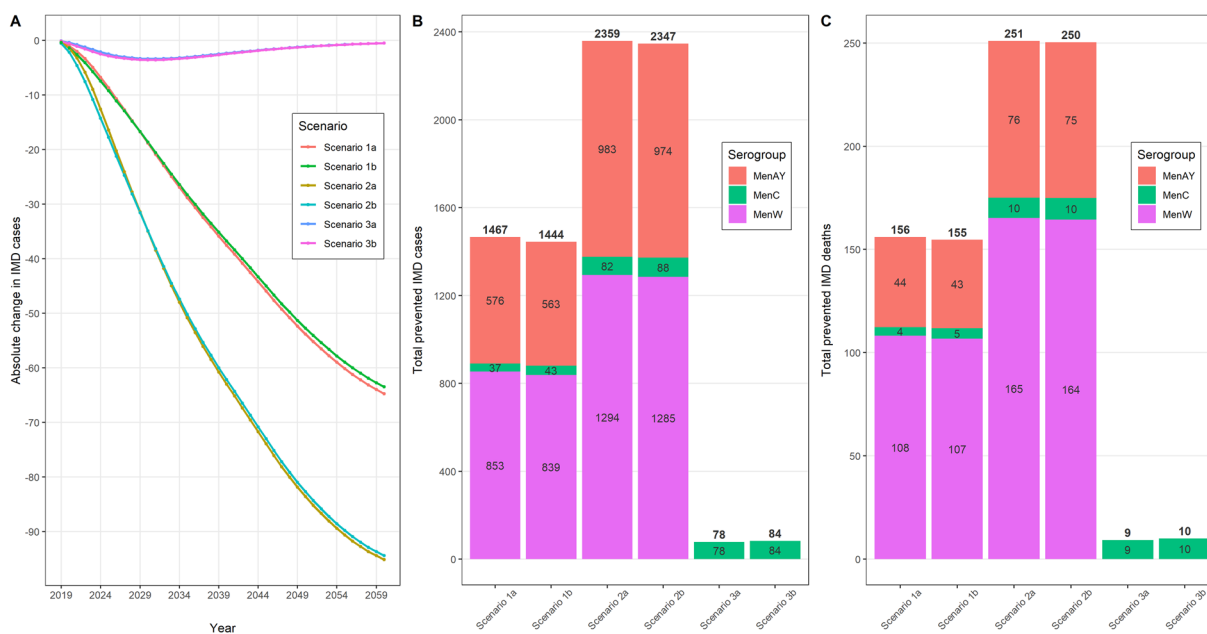 A
Absolute change in IMD cases
0
-10
-20
-30
-40
-50
-60
-70
-80
-90
2019 2024 2029 2034 2039 2044 2049 2054 2059
Year
Scenario
Scenario 1a
Scenario 1b
Scenario 2a
Scenario 2b
Scenario 3a
Scenario 3b
B
Total prevented IMD cases
2400
2000
1600
1200
800
400
0
1467
576
37
853
1444
563
43
839
2359
983
82
1294
2347
974
88
1285
78
78
84
84
Scenario 1a
Scenario 1b
Scenario 2a
Scenario 2b
Scenario 3a
Scenario 3b
Serogroup
MenAY
MenC
MenW
C
Total prevented IMD deaths
250
200
150
100
50
0
156
44
4
108
155
43
5
107
251
76
10
165
250
75
10
164
9
9
10
10
Scenario 1a
Scenario 1b
Scenario 2a
Scenario 2b
Scenario 3a
Scenario 3b
Serogroup
MenAY
MenC
MenW